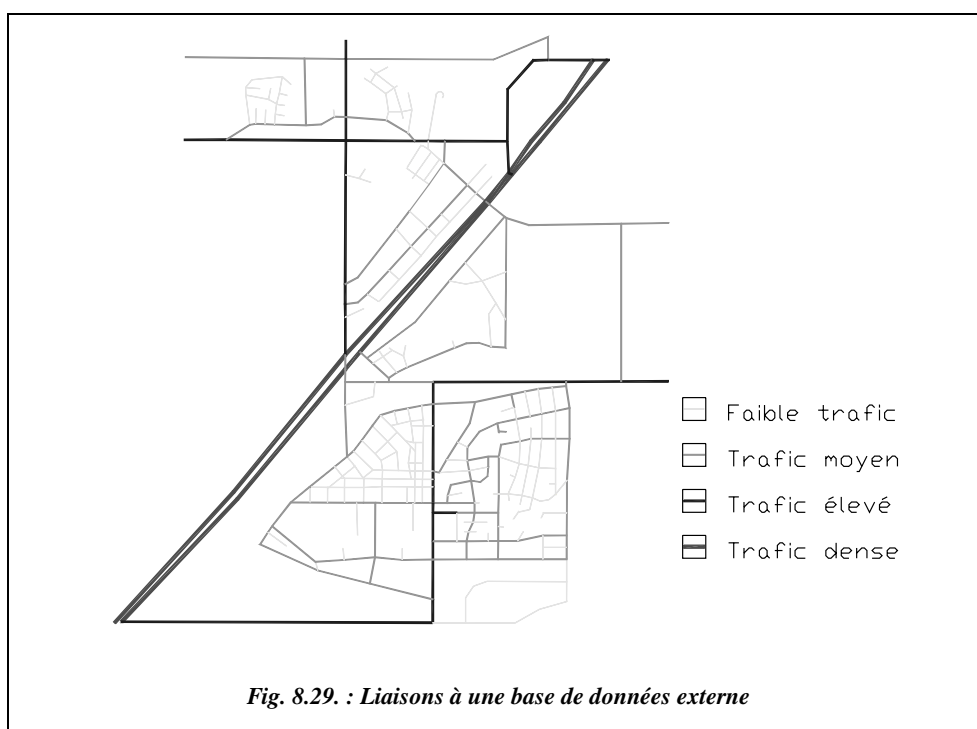 Faible trafic
Trafic moyen
Trafic élevé
Trafic dense
Fig. 8.29. : Liaisons à une base de données externe